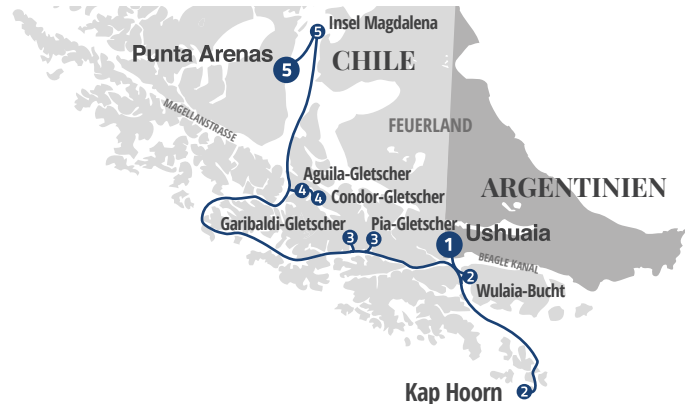 Insel Magdalena
5
Punta Arenas
5
CHILE
MAGELLANSTRASSE
FEUERLAND
Aguila-Gletscher
4
4
Condor-Gletscher
ARGENTINIEN
Garibaldi-Gletscher
Pia-Gletscher
3
3
1
Ushuaia
BEAGLE KANAL
2
Wulaia-Bucht
Kap Hoorn
2